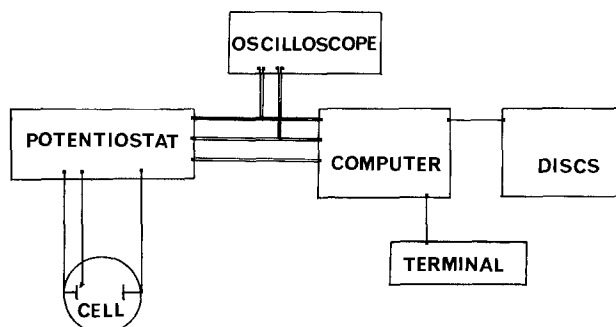 OSCILLOSCOPE
POTENTIOSTAT
COMPUTER
DISCS
TERMINAL
CELL